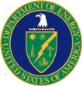 DEPARTMENT OF ENERGY
UNITED STATES OF AMERICA